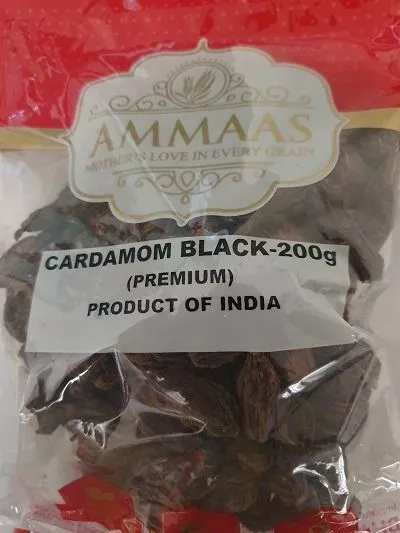 AMMAAS
MOTHER'S LOVE IN EVERY GRAIN
CARDAMOM BLACK-200g
(PREMIUM)
PRODUCT OF INDIA